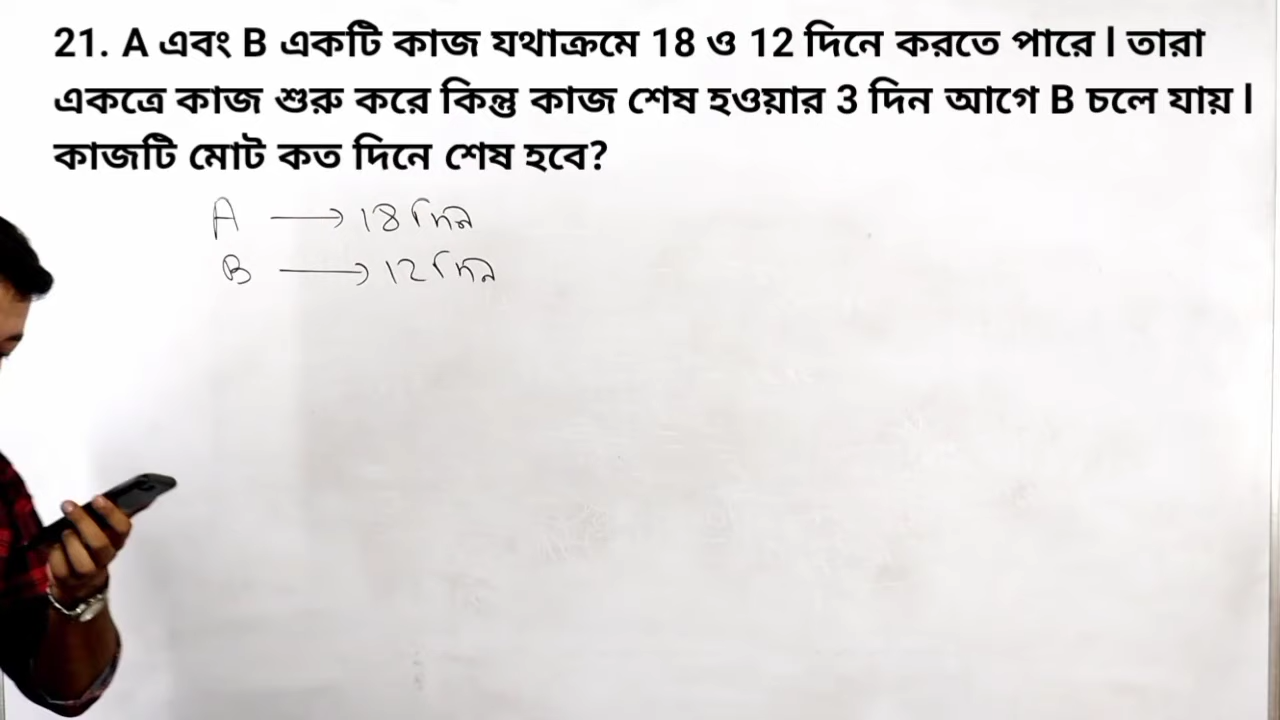 21. A এবং B একটি কাজ যথাক্রমে 18 ও 12 দিনে করতে পারে l তারা
একত্রে কাজ শুরু করে কিন্তু কাজ শেষ হওয়ার 3 দিন আগে B চলে যায় l
কাজটি মোট কত দিনে শেষ হবে?
A → 18 দিন
B → 12 দিন